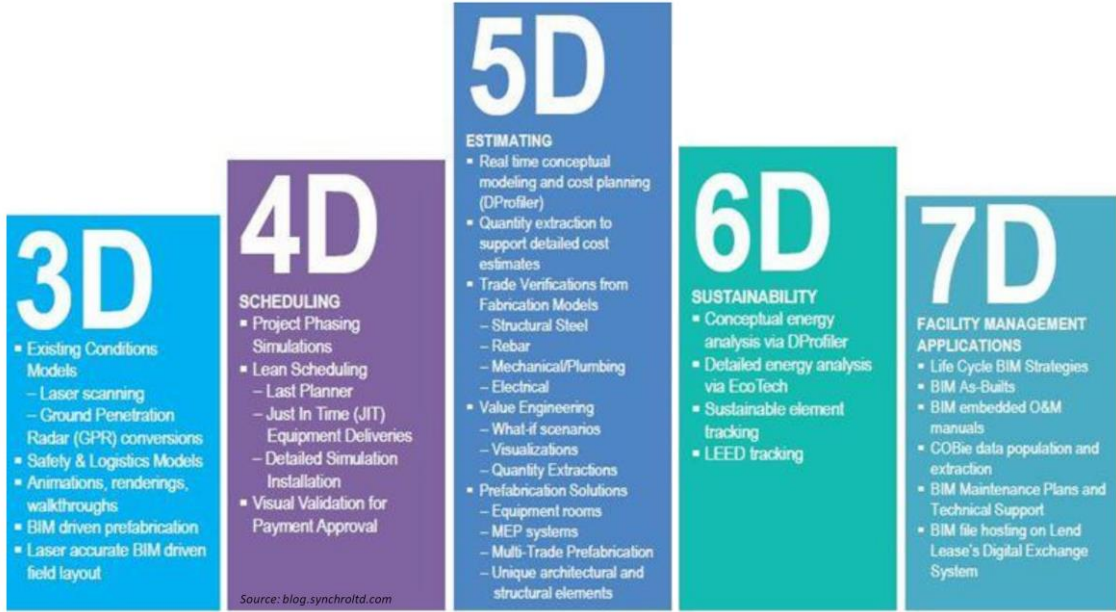 3D
▪ Existing Conditions
Models
– Laser scanning
– Ground Penetration
Radar (GPR) conversions
▪ Safety & Logistics Models
▪ Animations, renderings,
walkthroughs
▪ BIM driven prefabrication
▪ Laser accurate BIM driven
field layout
4D
SCHEDULING
▪ Project Phasing
Simulations
▪ Lean Scheduling
– Last Planner
– Just In Time (JIT)
Equipment Deliveries
– Detailed Simulation
Installation
▪ Visual Validation for
Payment Approval
Source: blog.synchroltd.com
5D
ESTIMATING
▪ Real time conceptual
modeling and cost planning
(DProfiler)
▪ Quantity extraction to
support detailed cost
estimates
▪ Trade Verifications from
Fabrication Models
– Structural Steel
– Rebar
– Mechanical/Plumbing
– Electrical
▪ Value Engineering
– What-if scenarios
– Visualizations
– Quantity Extractions
▪ Prefabrication Solutions
– Equipment rooms
– MEP systems
– Multi-Trade Prefabrication
– Unique architectural and
structural elements
6D
SUSTAINABILITY
▪ Conceptual energy
analysis via DProfiler
▪ Detailed energy analysis
via EcoTech
▪ Sustainable element
tracking
▪ LEED tracking
7D
FACILITY MANAGEMENT
APPLICATIONS
▪ Life Cycle BIM Strategies
▪ BIM As-Builts
▪ BIM embedded O&M
manuals
▪ COBie data population and
extraction
▪ BIM Maintenance Plans and
Technical Support
▪ BIM file hosting on Lend
Lease's Digital Exchange
System